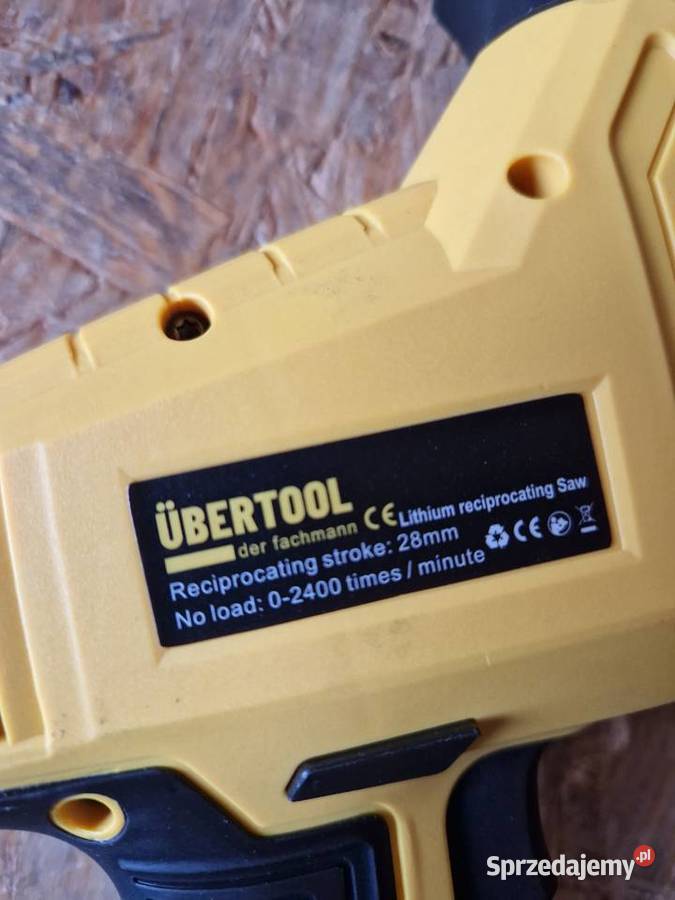 ÜBERTOOL
der fachmann CE Lithium reciprocating Saw
Reciprocating stroke: 28mm
No load: 0-2400 times / minute CE
Sprzedajemy.pl